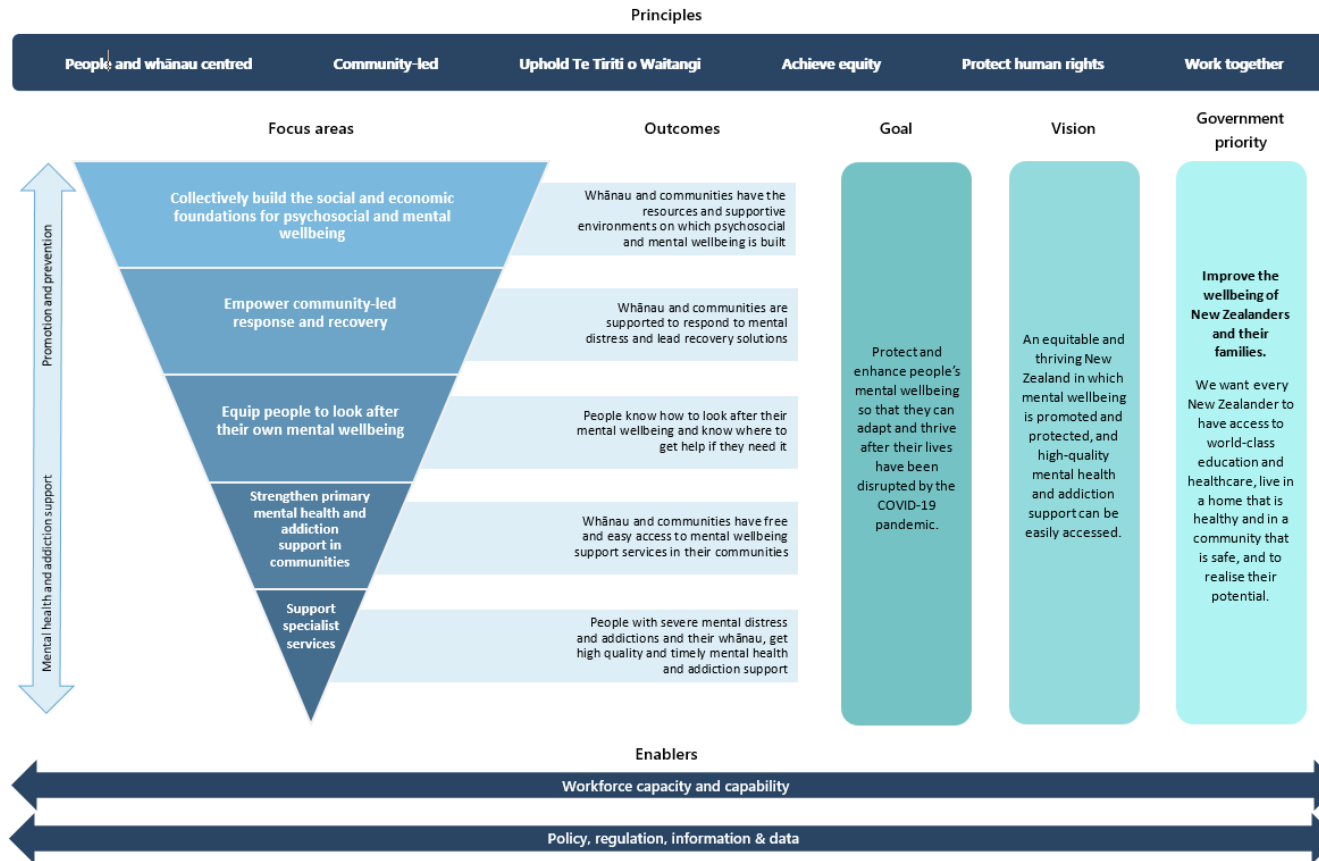 Principles
People and whānau centred
Community-led
Uphold Te Tiriti o Waitangi
Achieve equity
Protect human rights
Work together
Focus areas
Outcomes
Goal
Vision
Government
priority
Promotion and prevention
Mental health and addiction support
Collectively build the social and economic
foundations for psychosocial and mental
wellbeing
Whānau and communities have the
resources and supportive
environments on which psychosocial
and mental wellbeing is built
Empower community-led
response and recovery
Whānau and communities are
supported to respond to mental
distress and lead recovery solutions
Equip people to look after
their own mental wellbeing
People know how to look after their
mental wellbeing and know where to
get help if they need it
Strengthen primary
mental health and
addiction
support in
communities
Whānau and communities have free
and easy access to mental wellbeing
support services in their communities
Support
specialist
services
People with severe mental distress
and addictions and their whānau, get
high quality and timely mental health
and addiction support
Protect and
enhance people's
mental wellbeing
so that they can
adapt and thrive
after their lives
have been
disrupted by the
COVID-19
pandemic.
An equitable and
thriving New
Zealand in which
mental wellbeing
is promoted and
protected, and
high-quality
mental health
and addiction
support can be
easily accessed.
Improve the
wellbeing of
New Zealanders
and their
families.
We want every
New Zealander to
have access to
world-class
education and
healthcare, live in
a home that is
healthy and in a
community that
is safe, and to
realise their
potential.
Enablers
Workforce capacity and capability
Policy, regulation, information & data